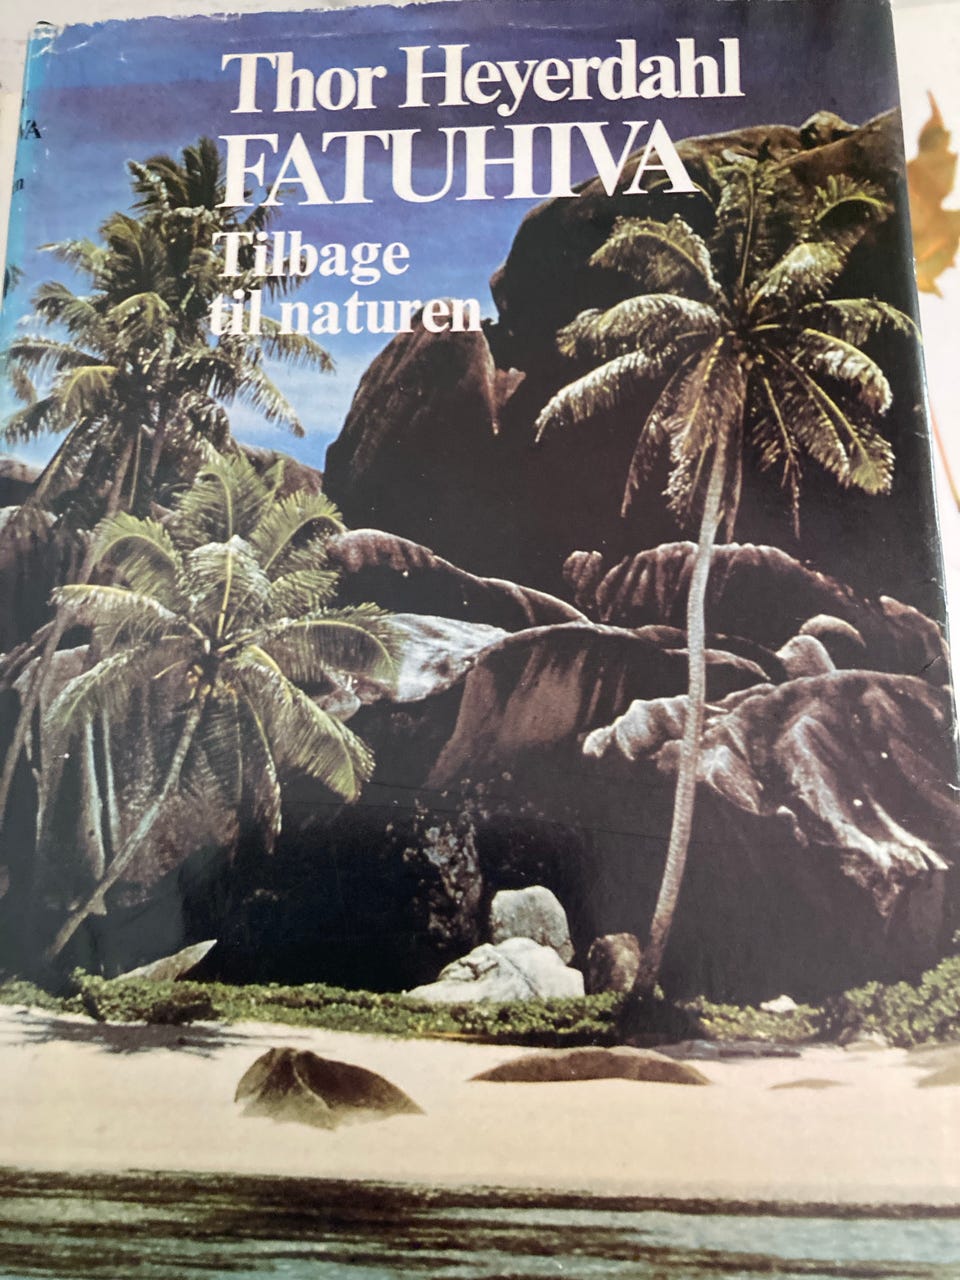 Thor Heyerdahl
FATUHIVA
Tilbage
til naturen